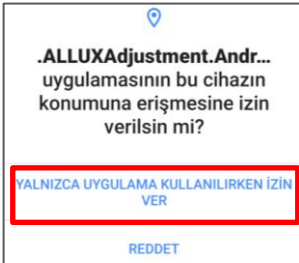 .ALLUXAdjustment.Andr...
uygulamasının bu cihazın
konumuna erişmesine izin
verilsin mi?
YALNIZCA UYGULAMA KULLANILIRKEN İZİN
VER
REDDET